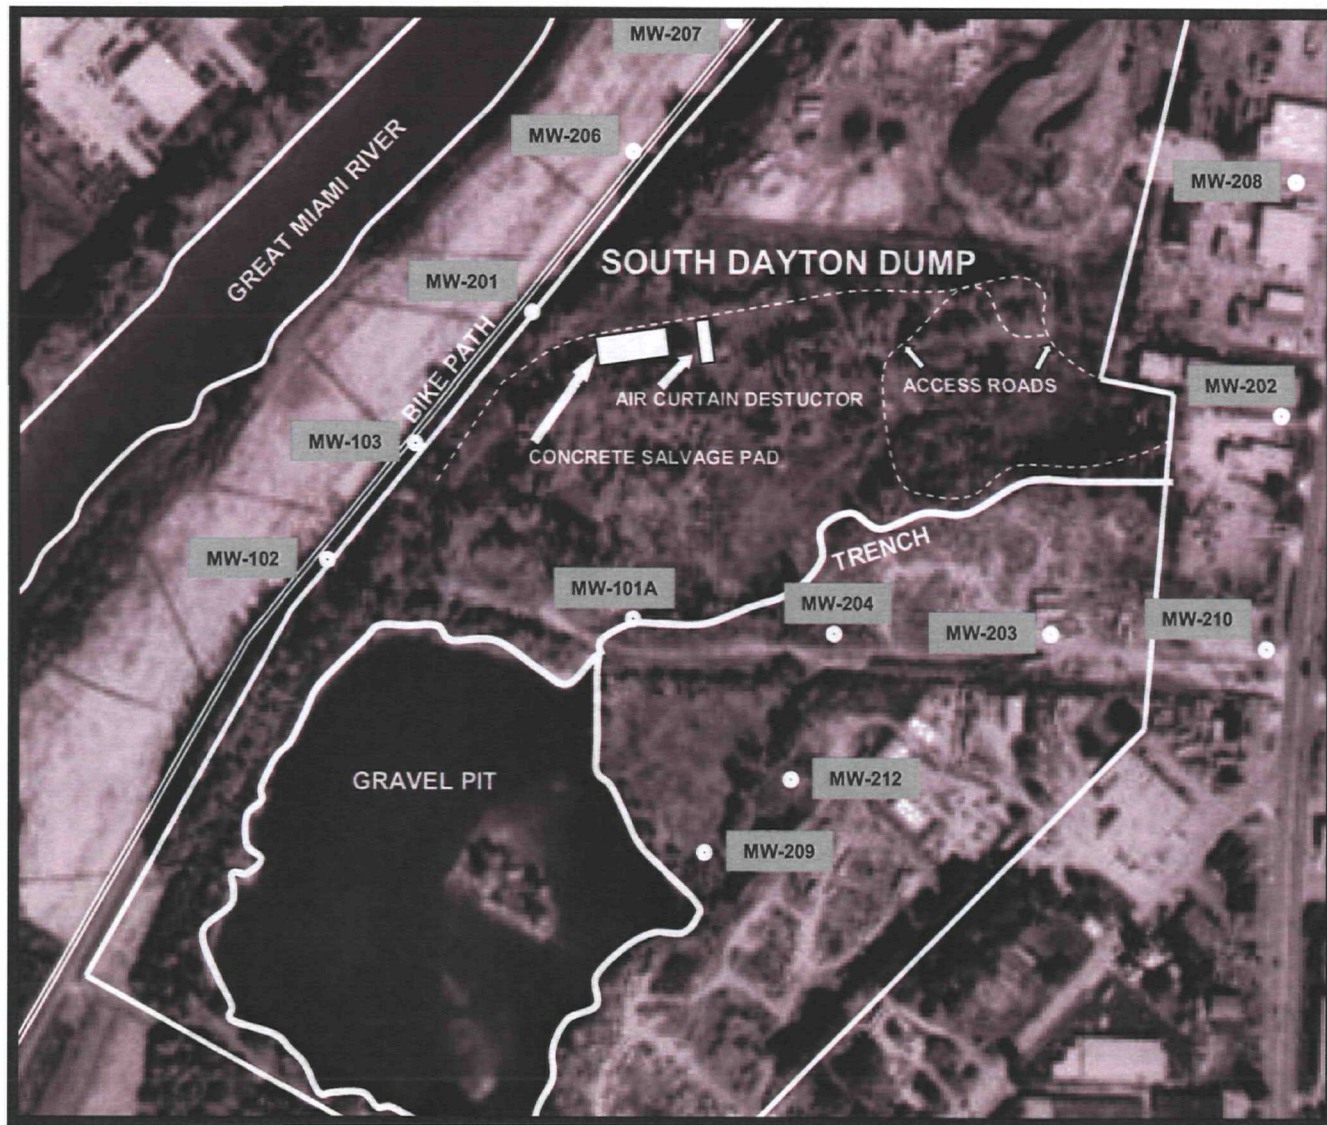 MW-207
MW-206
GREAT MIAMI RIVER
MW-208
SOUTH DAYTON DUMP
MW-201
BIKE PATH
ACCESS ROADS
MW-202
AIR CURTAIN DESTUCTOR
MW-103
CONCRETE SALVAGE PAD
TRENCH
MW-102
MW-101A
MW-204
MW-203
MW-210
GRAVEL PIT
MW-212
MW-209